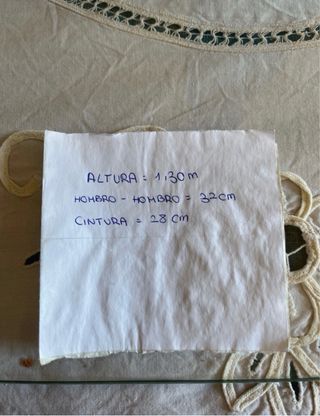 ALTURA = 1,30 m
HOMBRO - HOMBRO = 32 cm
CINTURA = 28 cm